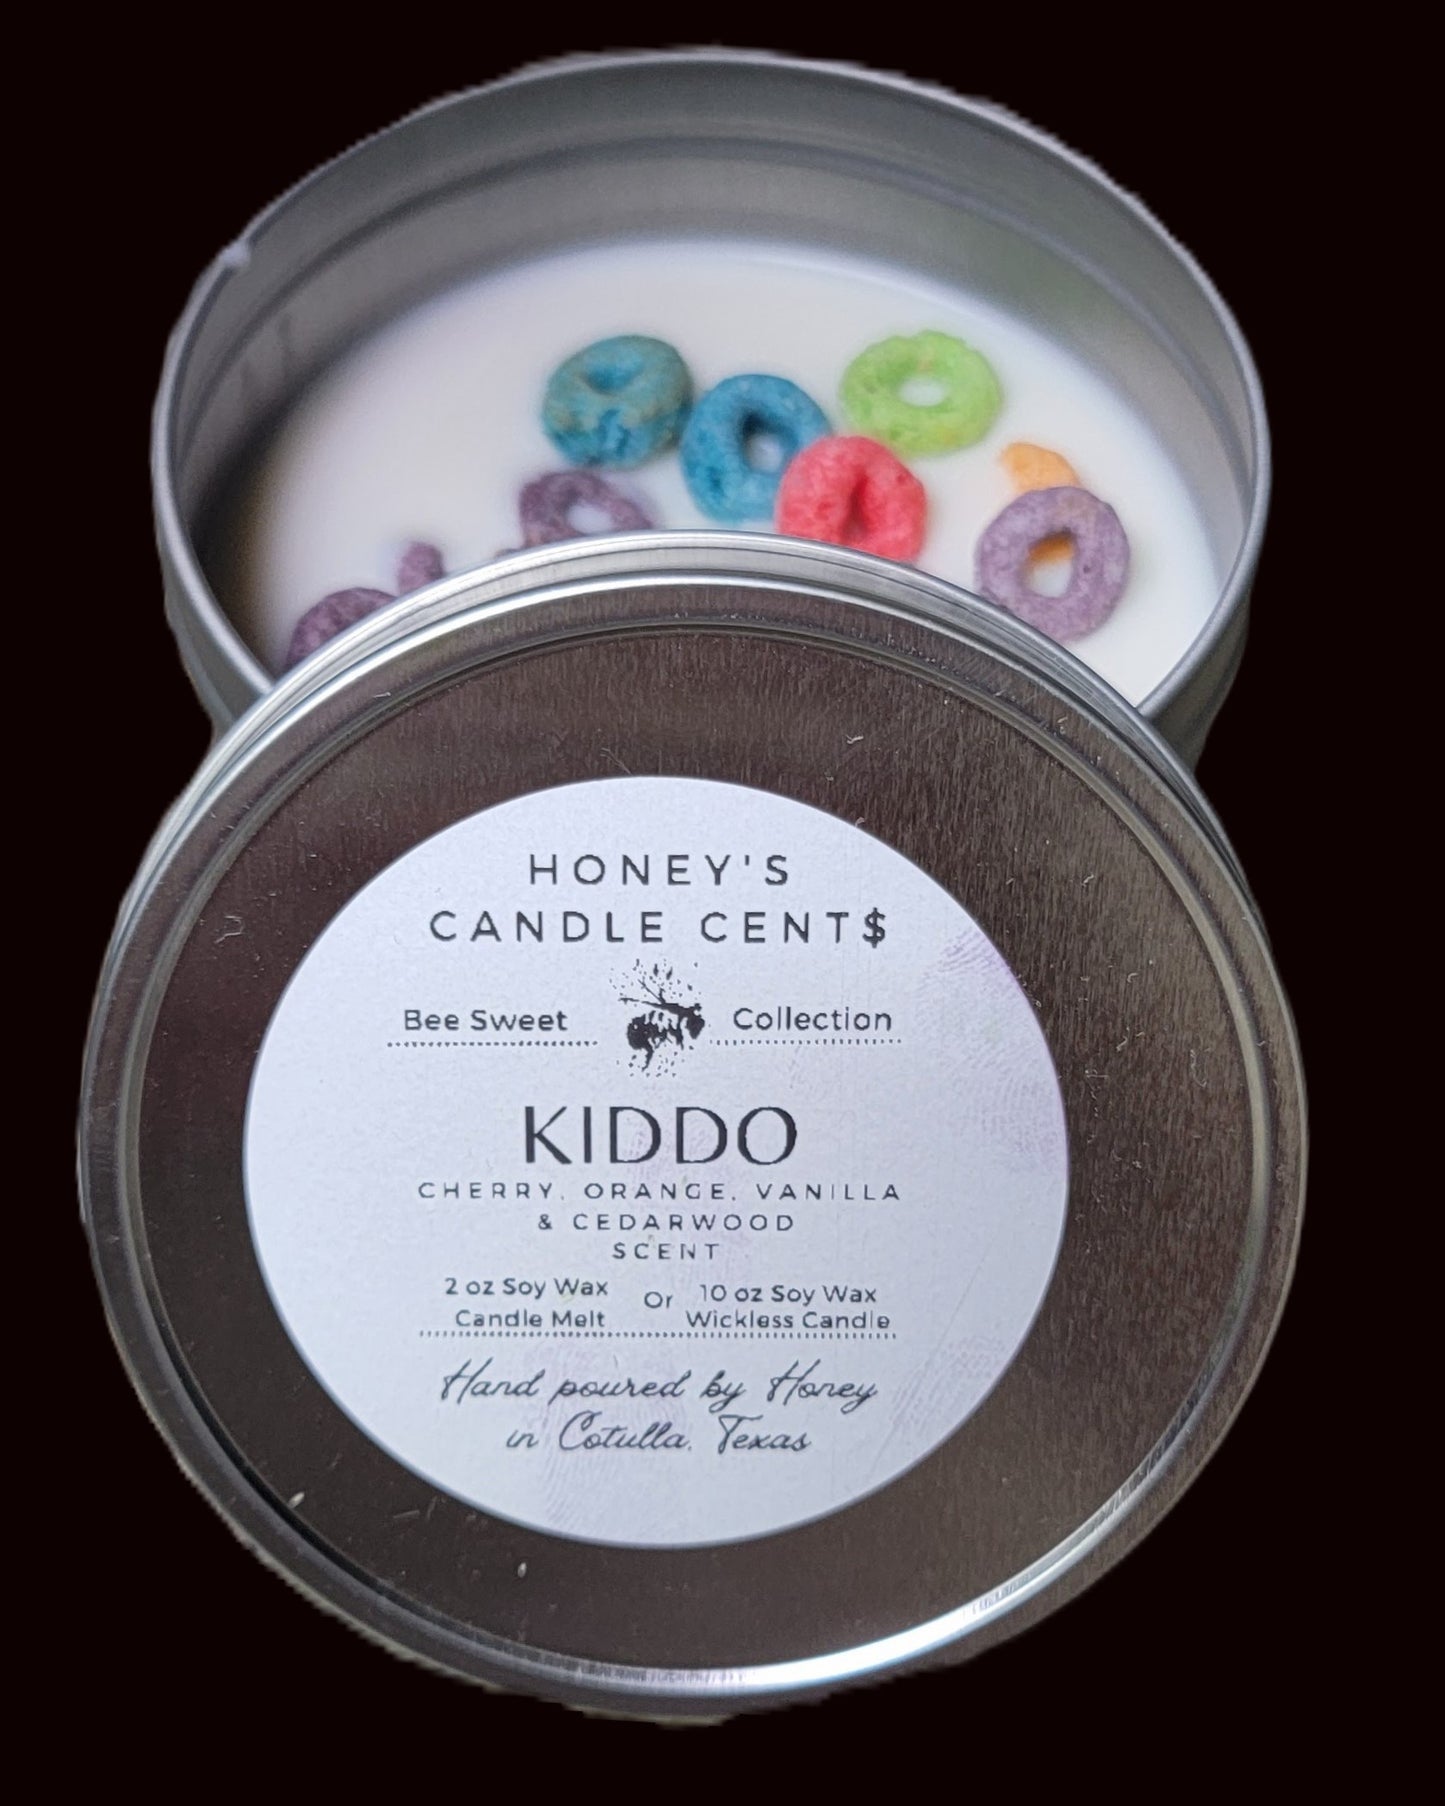 HONEY'S
CANDLE CENT$
Bee Sweet Collection
KIDDO
CHERRY, ORANGE, VANILLA
& CEDARWOOD
SCENT
2 oz Soy Wax Or 10 oz Soy Wax
Candle Melt Wickless Candle
Hand poured by Honey
in Cotulla, Texas